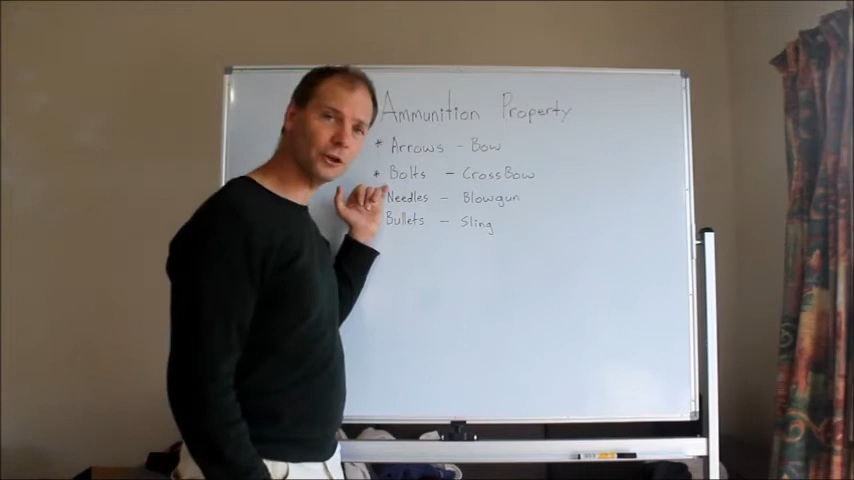 Ammunition Property
* Arrows - Bow
* Bolts - CrossBow
Needles - Blowgun
Bullets - Sling